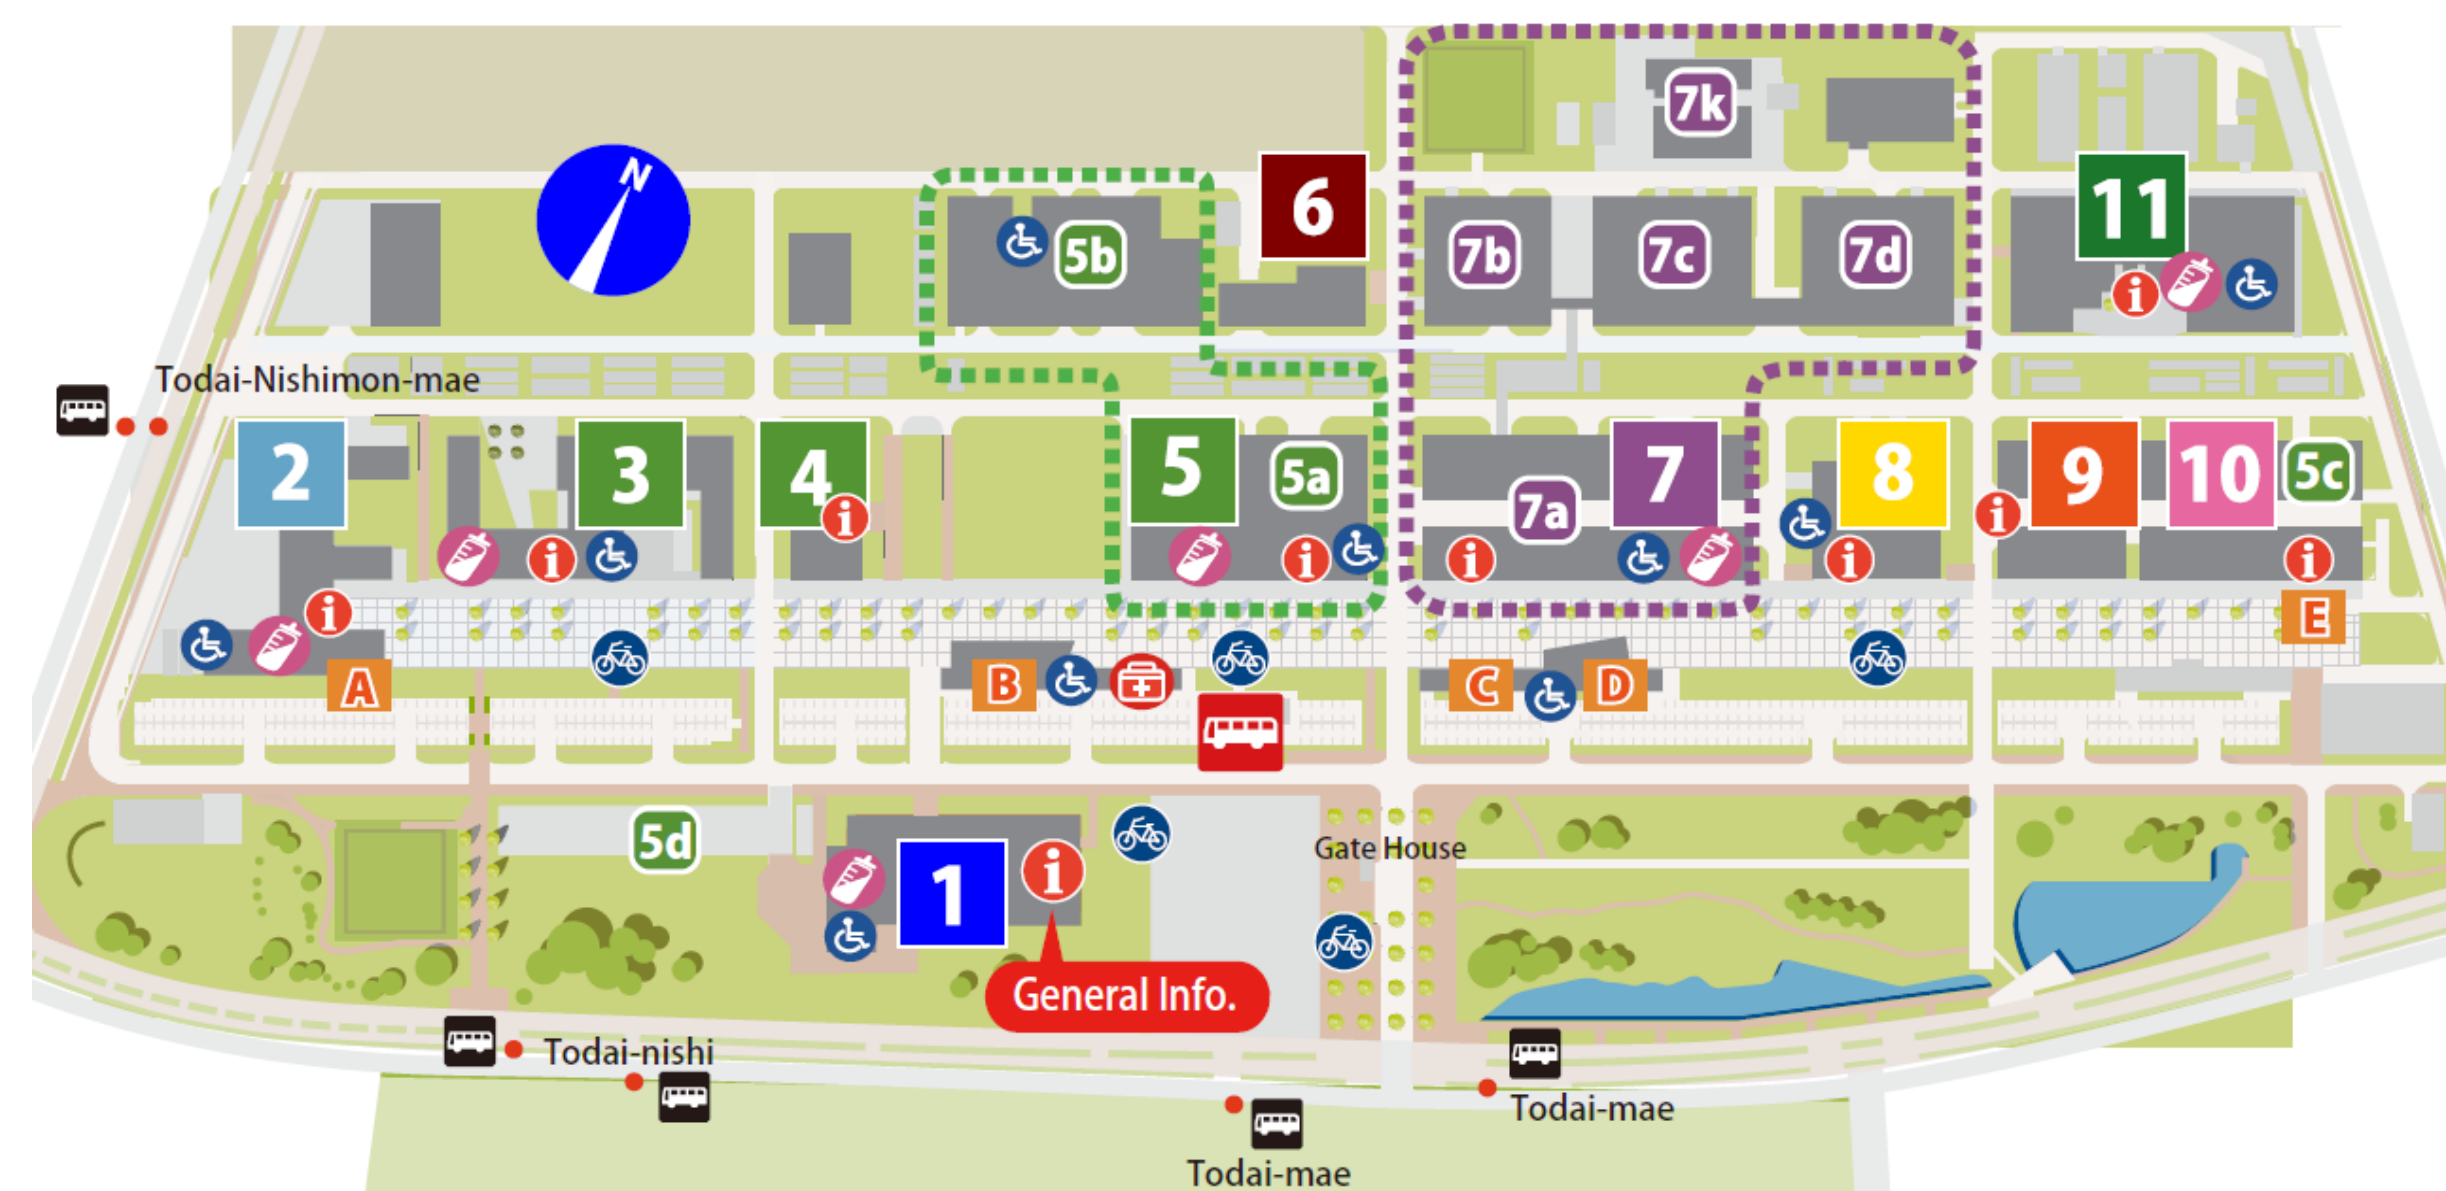 N
7k
6
11
5b
7b
7c
7d
i
Todai-Nishimon-mae
2
3
4
i
5
5a
7a
7
8
9
10
5c
i
i
i
i
i
i
i
E
A
B
C
D
5d
1
i
Gate House
General Info.
Todai-nishi
Todai-mae
Todai-mae